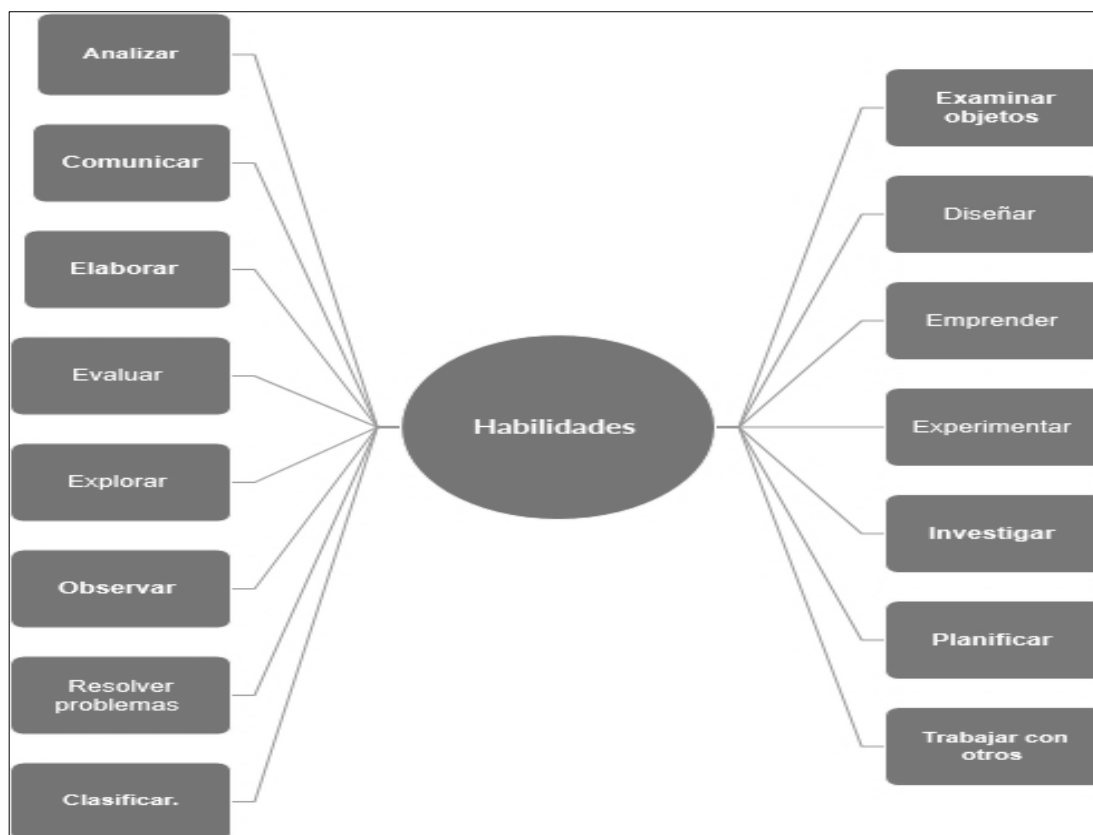 Analizar
Comunicar
Elaborar
Evaluar
Explorar
Observar
Resolver
problemas
Clasificar.
Habilidades
Examinar
objetos
Diseñar
Emprender
Experimentar
Investigar
Planificar
Trabajar con
otros